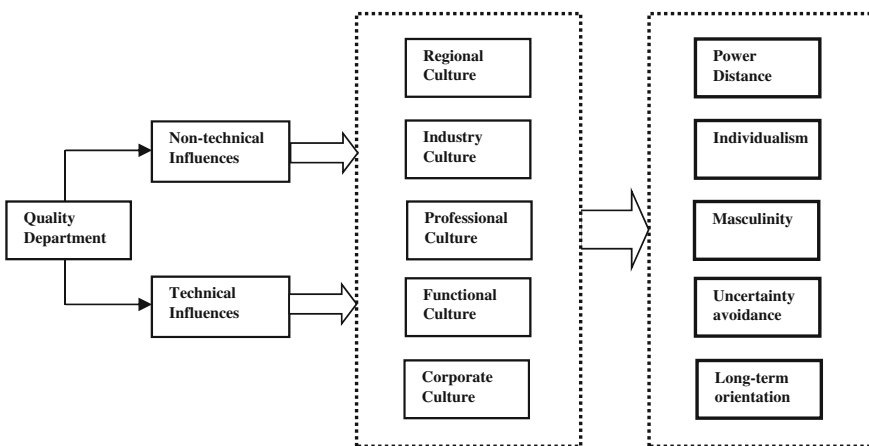 Quality
Department
Non-technical
Influences
Technical
Influences
Regional
Culture
Industry
Culture
Professional
Culture
Functional
Culture
Corporate
Culture
Power
Distance
Individualism
Masculinity
Uncertainty
avoidance
Long-term
orientation